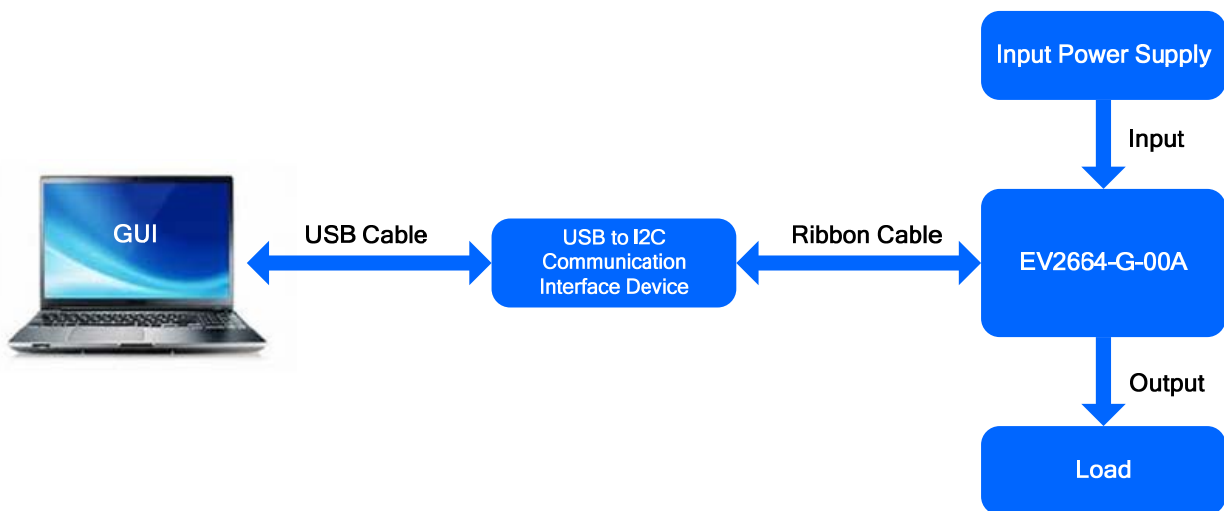 Input Power Supply
Input
GUI
USB Cable
USB to I2C
Communication
Interface Device
Ribbon Cable
EV2664-G-00A
Output
Load